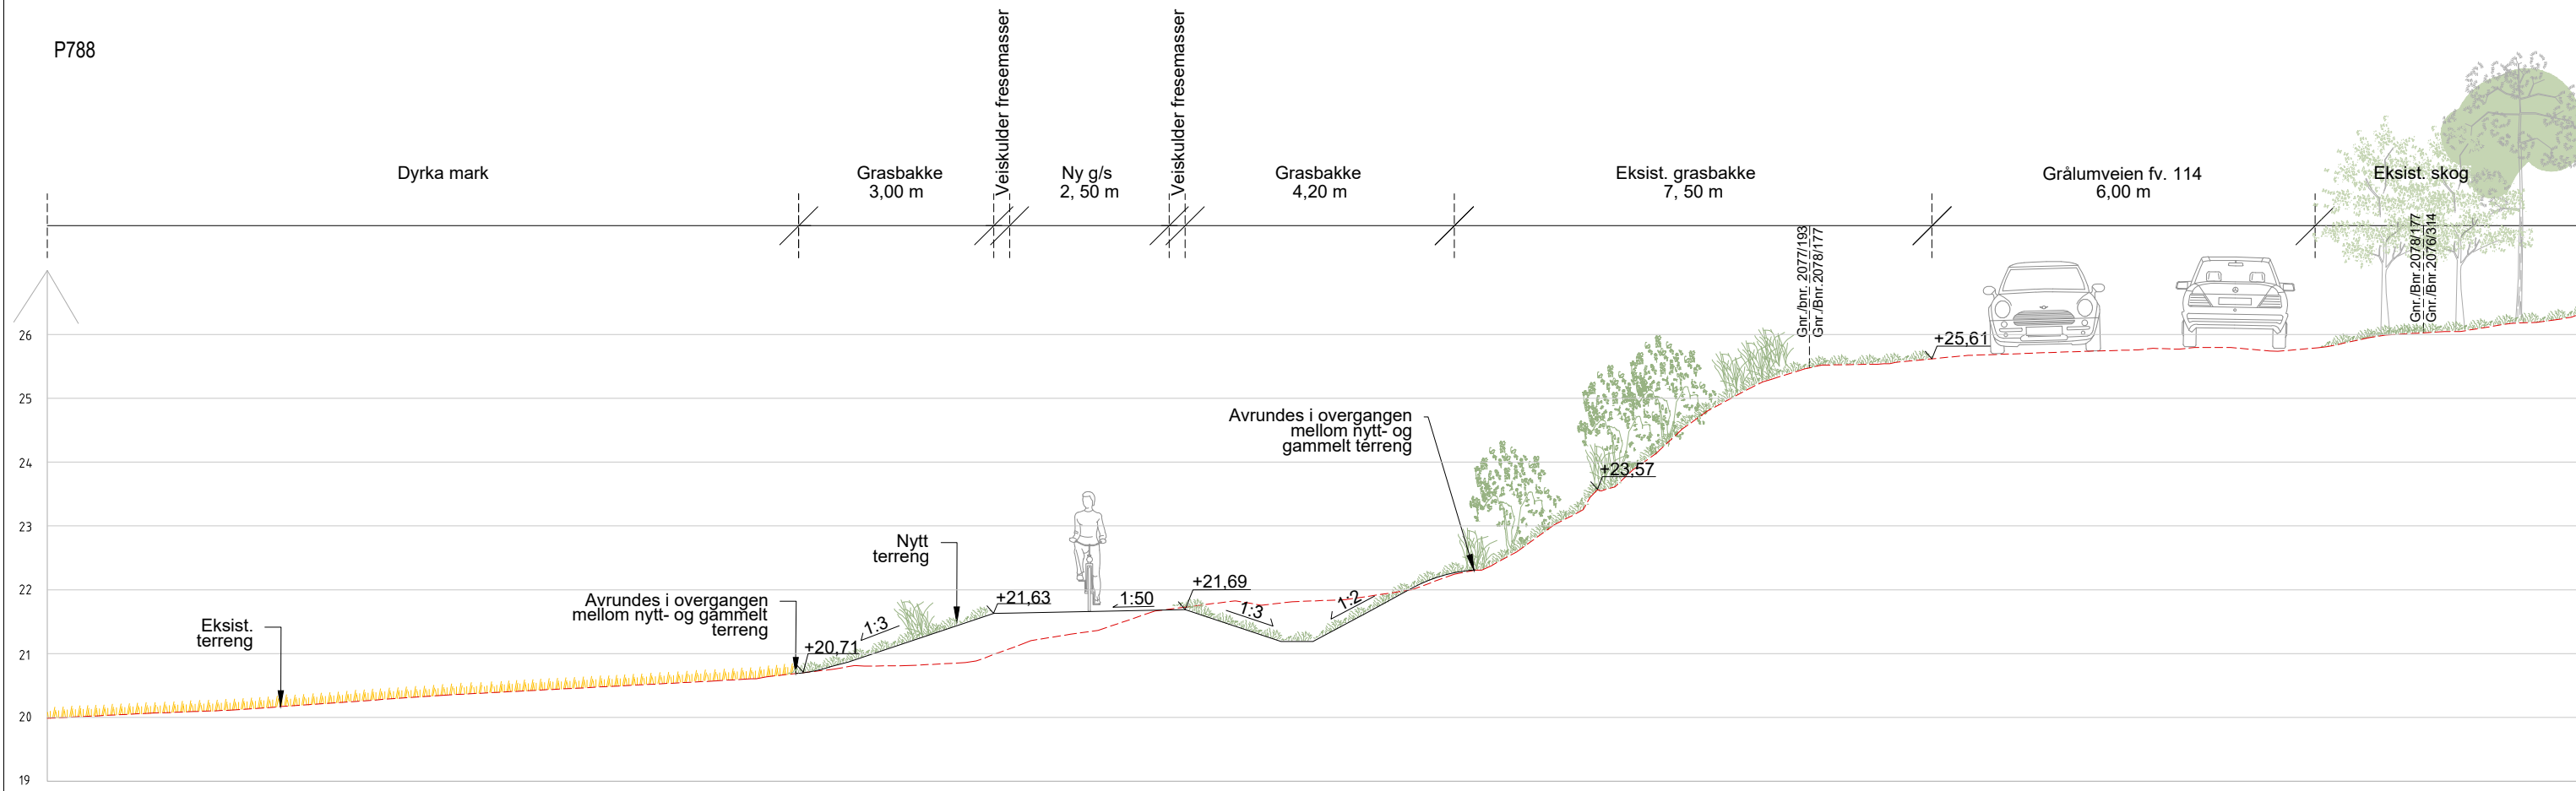 P788
Dyrka mark
Grasbakke
3,00 m
Veiskulder fresemasser
Ny g/s
2, 50 m
Veiskulder fresemasser
Grasbakke
4,20 m
Eksist. grasbakke
7, 50 m
Grålumveien fv. 114
6,00 m
Eksist. skog
Gnr./bnr. 2077/193
Gnr./Bnr.2078/177
Gnr./Bnr.2078/177
Gnr./Bnr.2076/314
26
25
24
23
22
21
20
19
Eksist.
terreng
Avrundes i overgangen
mellom nytt- og gammelt
terreng
+20,71
1:3
Nytt
terreng
+21,63
1:50
+21,69
1:3
1:2
Avrundes i overgangen
mellom nytt- og
gammelt terreng
+23,57
+25,61